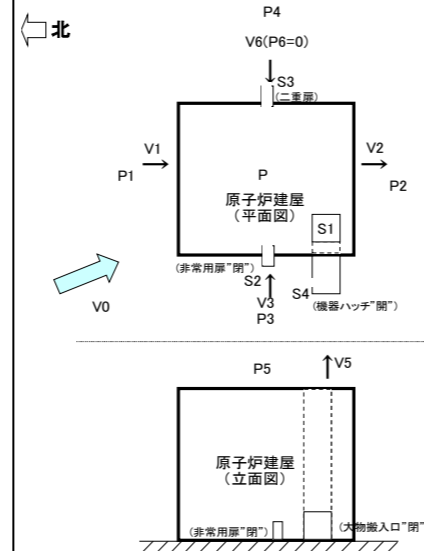 北
P4
V6(P6=0)
S3
(二重扉)
V1
P1
V2
P2
P
原子炉建屋
(平面図)
S1
(非常用扉"閉")
S2
S4
(機器ハッチ"開")
V3
P3
V0
P5
V5
原子炉建屋
(立面図)
(非常用扉"閉")
(大物搬入口"閉")